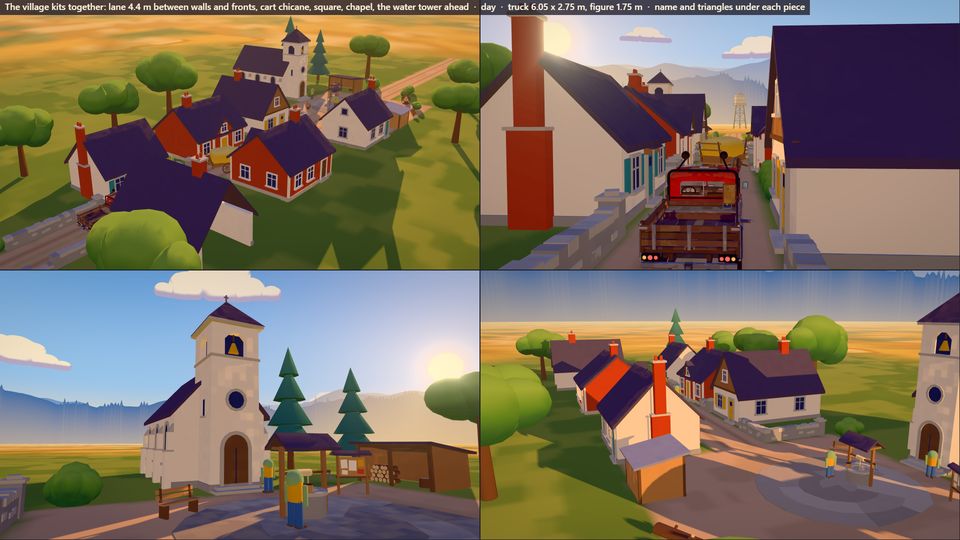 The village kits together: lane 4.4 m between walls and fronts, cart chicane, square, chapel, the water tower ahead · day · truck 6.05 x 2.75 m, figure 1.75 m · name and triangles under each piece